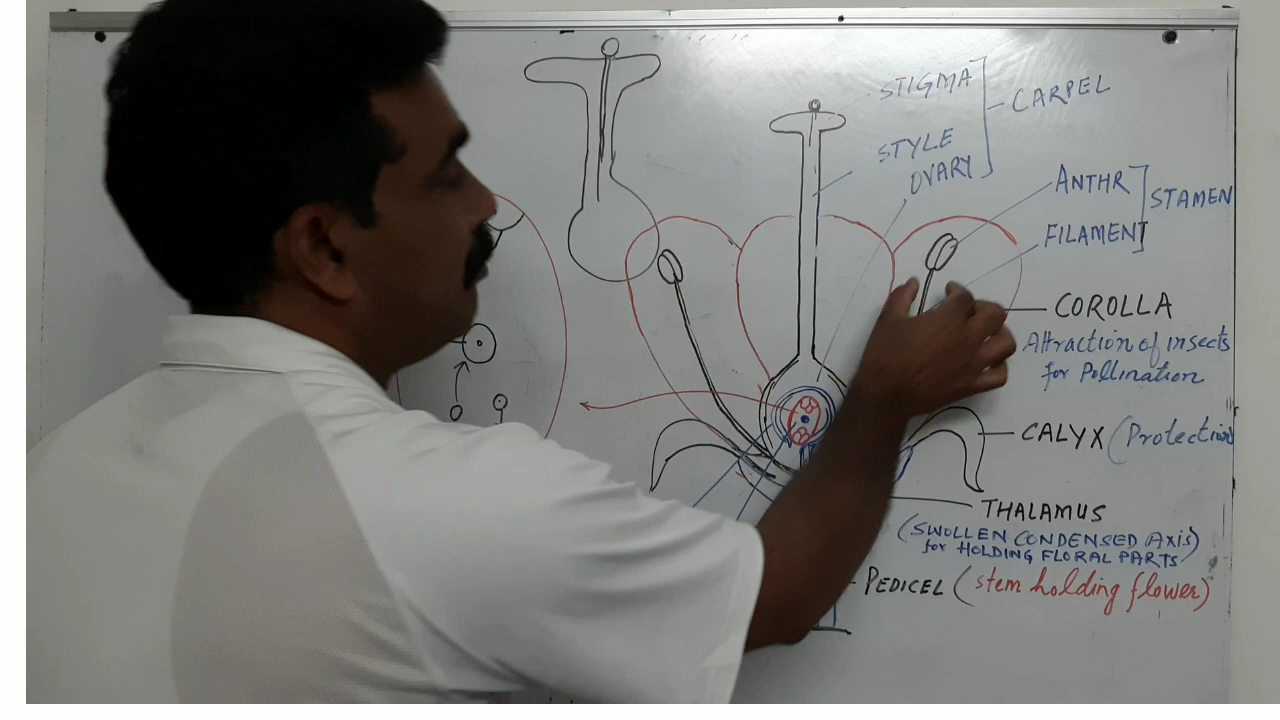 STIGMA
CARPEL
STYLE
OVARY
ANTHR
STAMEN
FILAMENT
COROLLA
Attraction of insects
for Pollination
CALYX (Protection)
THALAMUS
(SWOLLEN CONDENSED Axis)
for HOLDING FLORAL PARTS
PEDICEL (stem holding flower)